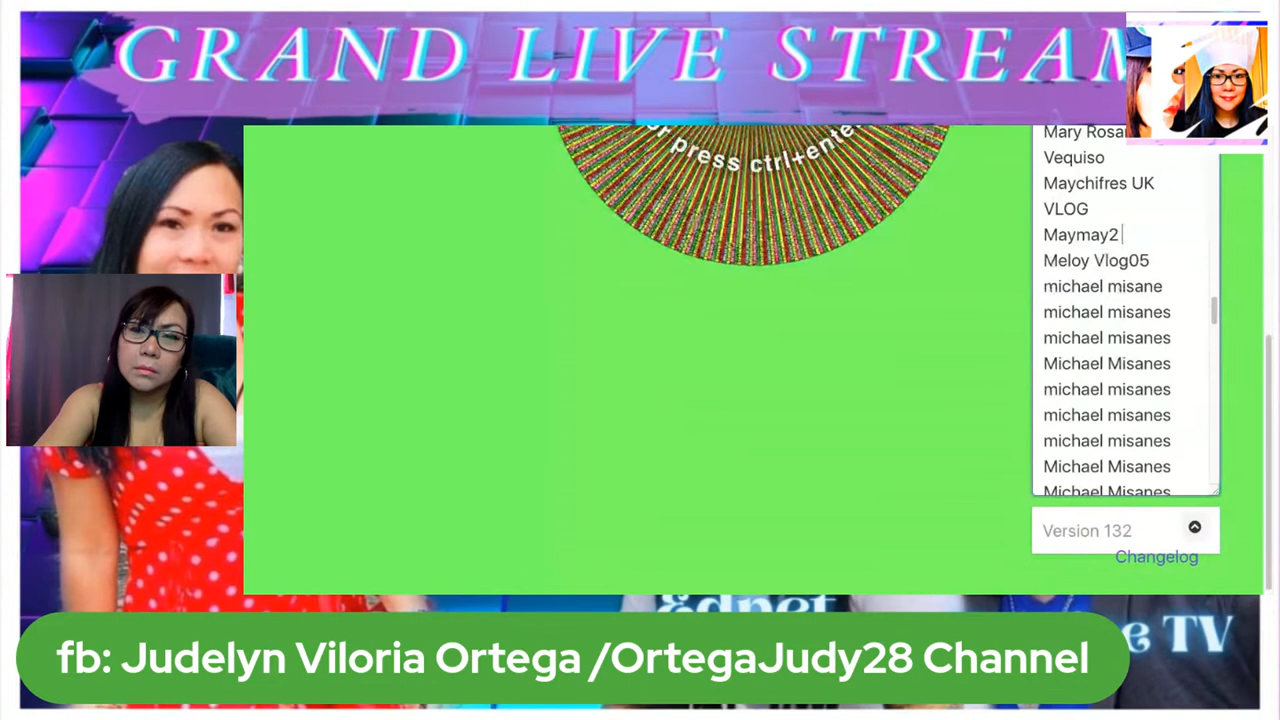 GRAND LIVE STREAM
press ctrl+ente
Vequiso
Maychifres UK
VLOG
Maymay2
Meloy Vlog05
michael misane
michael misanes
michael misanes
Michael Misanes
michael misanes
michael misanes
michael misanes
Michael Misanes
Michael Misanes
Version 132
Changelog
TV
fb: Judelyn Viloria Ortega /OrtegaJudy28 Channel